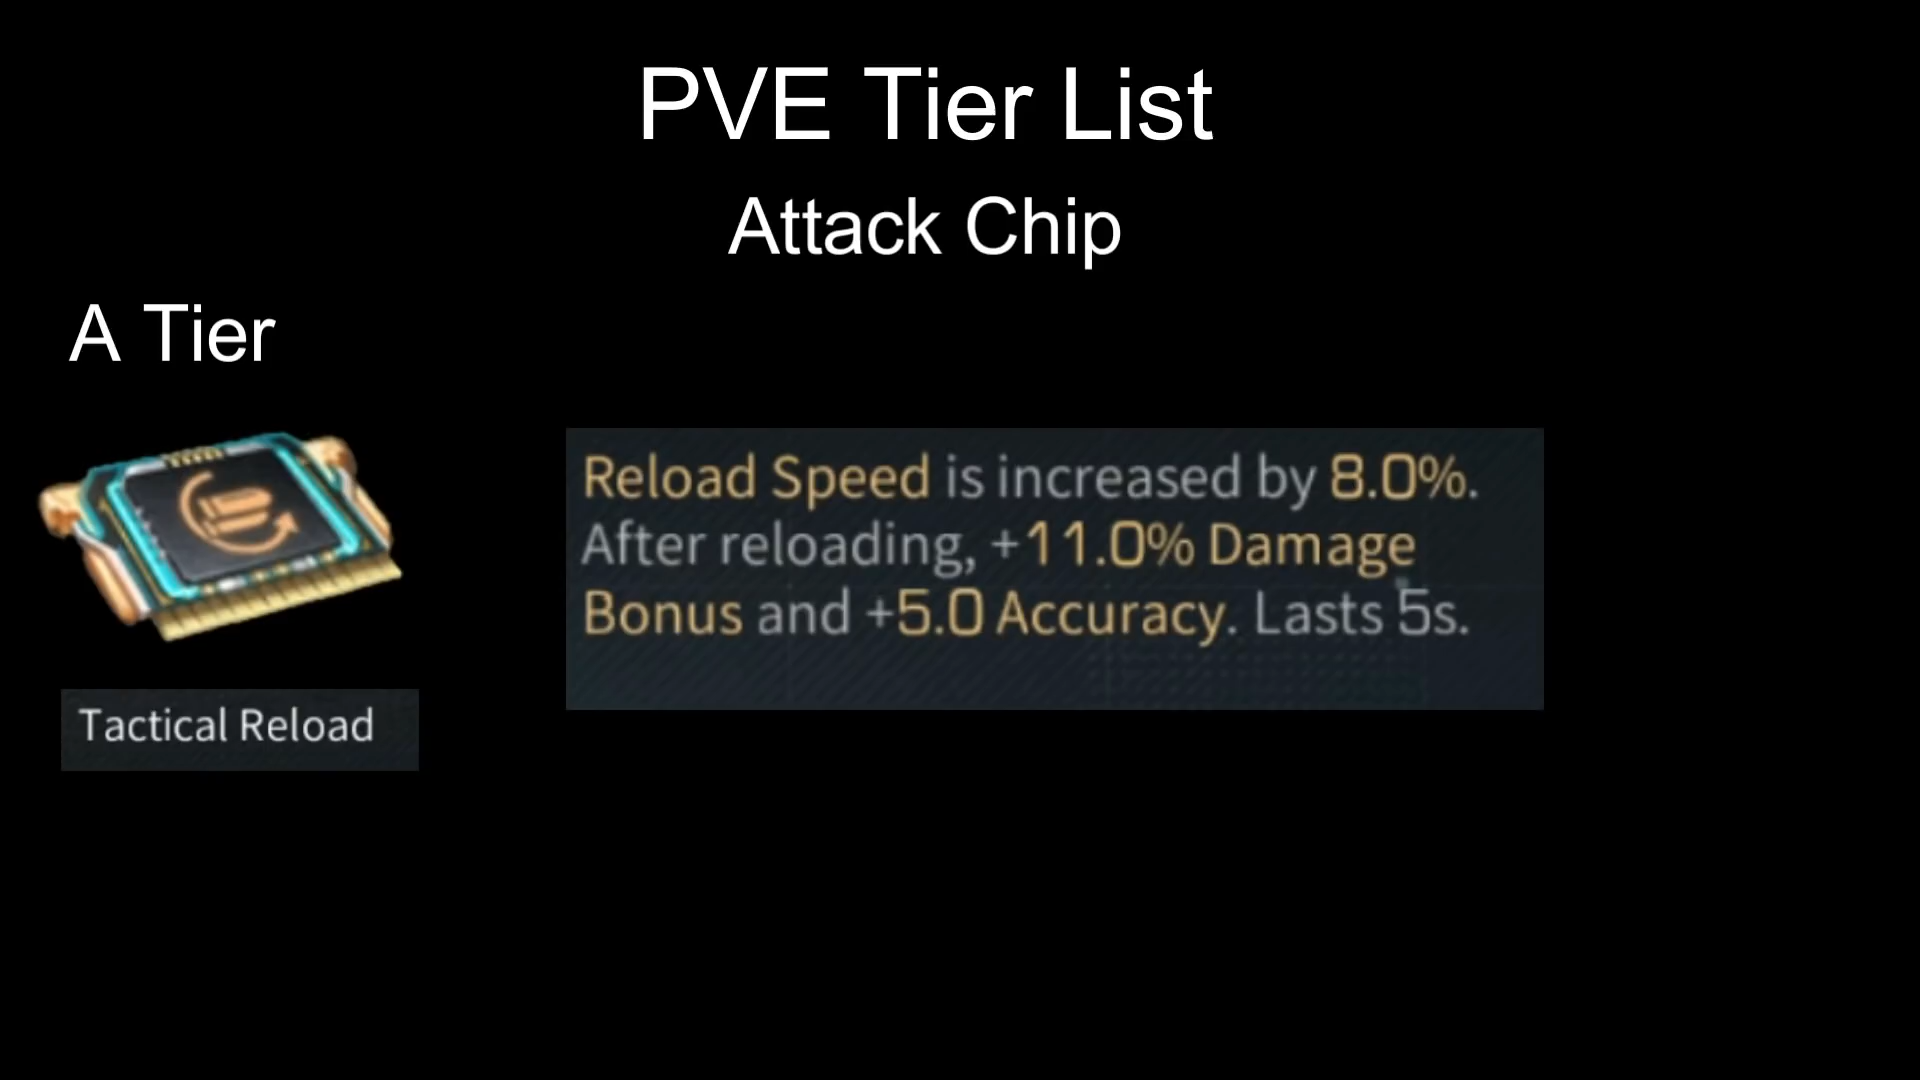 PVE Tier List
Attack Chip
A Tier
Reload Speed is increased by 8.0%.
After reloading, +11.0% Damage
Bonus and +5.0 Accuracy. Lasts 5s.
Tactical Reload